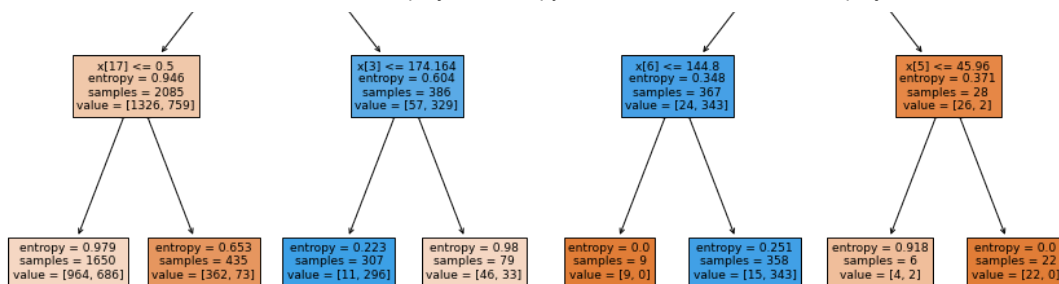 x[17] <= 0.5
entropy = 0.946
samples = 2085
value = [1326, 759]
x[3] <= 174.164
entropy = 0.604
samples = 386
value = [57, 329]
x[6] <= 144.8
entropy = 0.348
samples = 367
value = [24, 343]
x[5] <= 45.96
entropy = 0.371
samples = 28
value = [26, 2]
entropy = 0.979
samples = 1650
value = [964, 686]
entropy = 0.653
samples = 435
value = [362, 73]
entropy = 0.223
samples = 307
value = [11, 296]
entropy = 0.98
samples = 79
value = [46, 33]
entropy = 0.0
samples = 9
value = [9, 0]
entropy = 0.251
samples = 358
value = [15, 343]
entropy = 0.918
samples = 6
value = [4, 2]
entropy = 0.0
samples = 22
value = [22, 0]